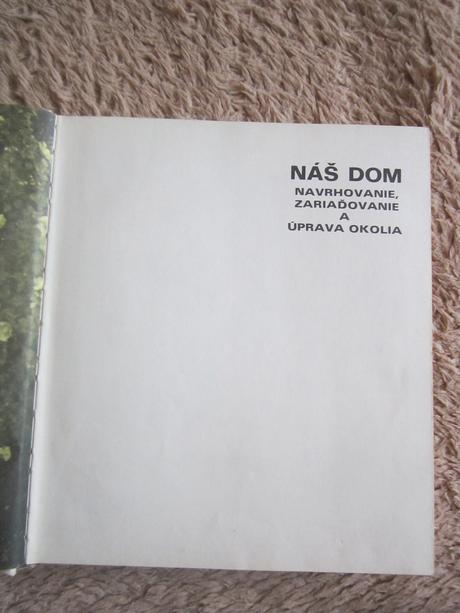 NÁŠ DOM
NAVRHOVANIE,
ZARIAĎOVANIE
A
ÚPRAVA OKOLIA